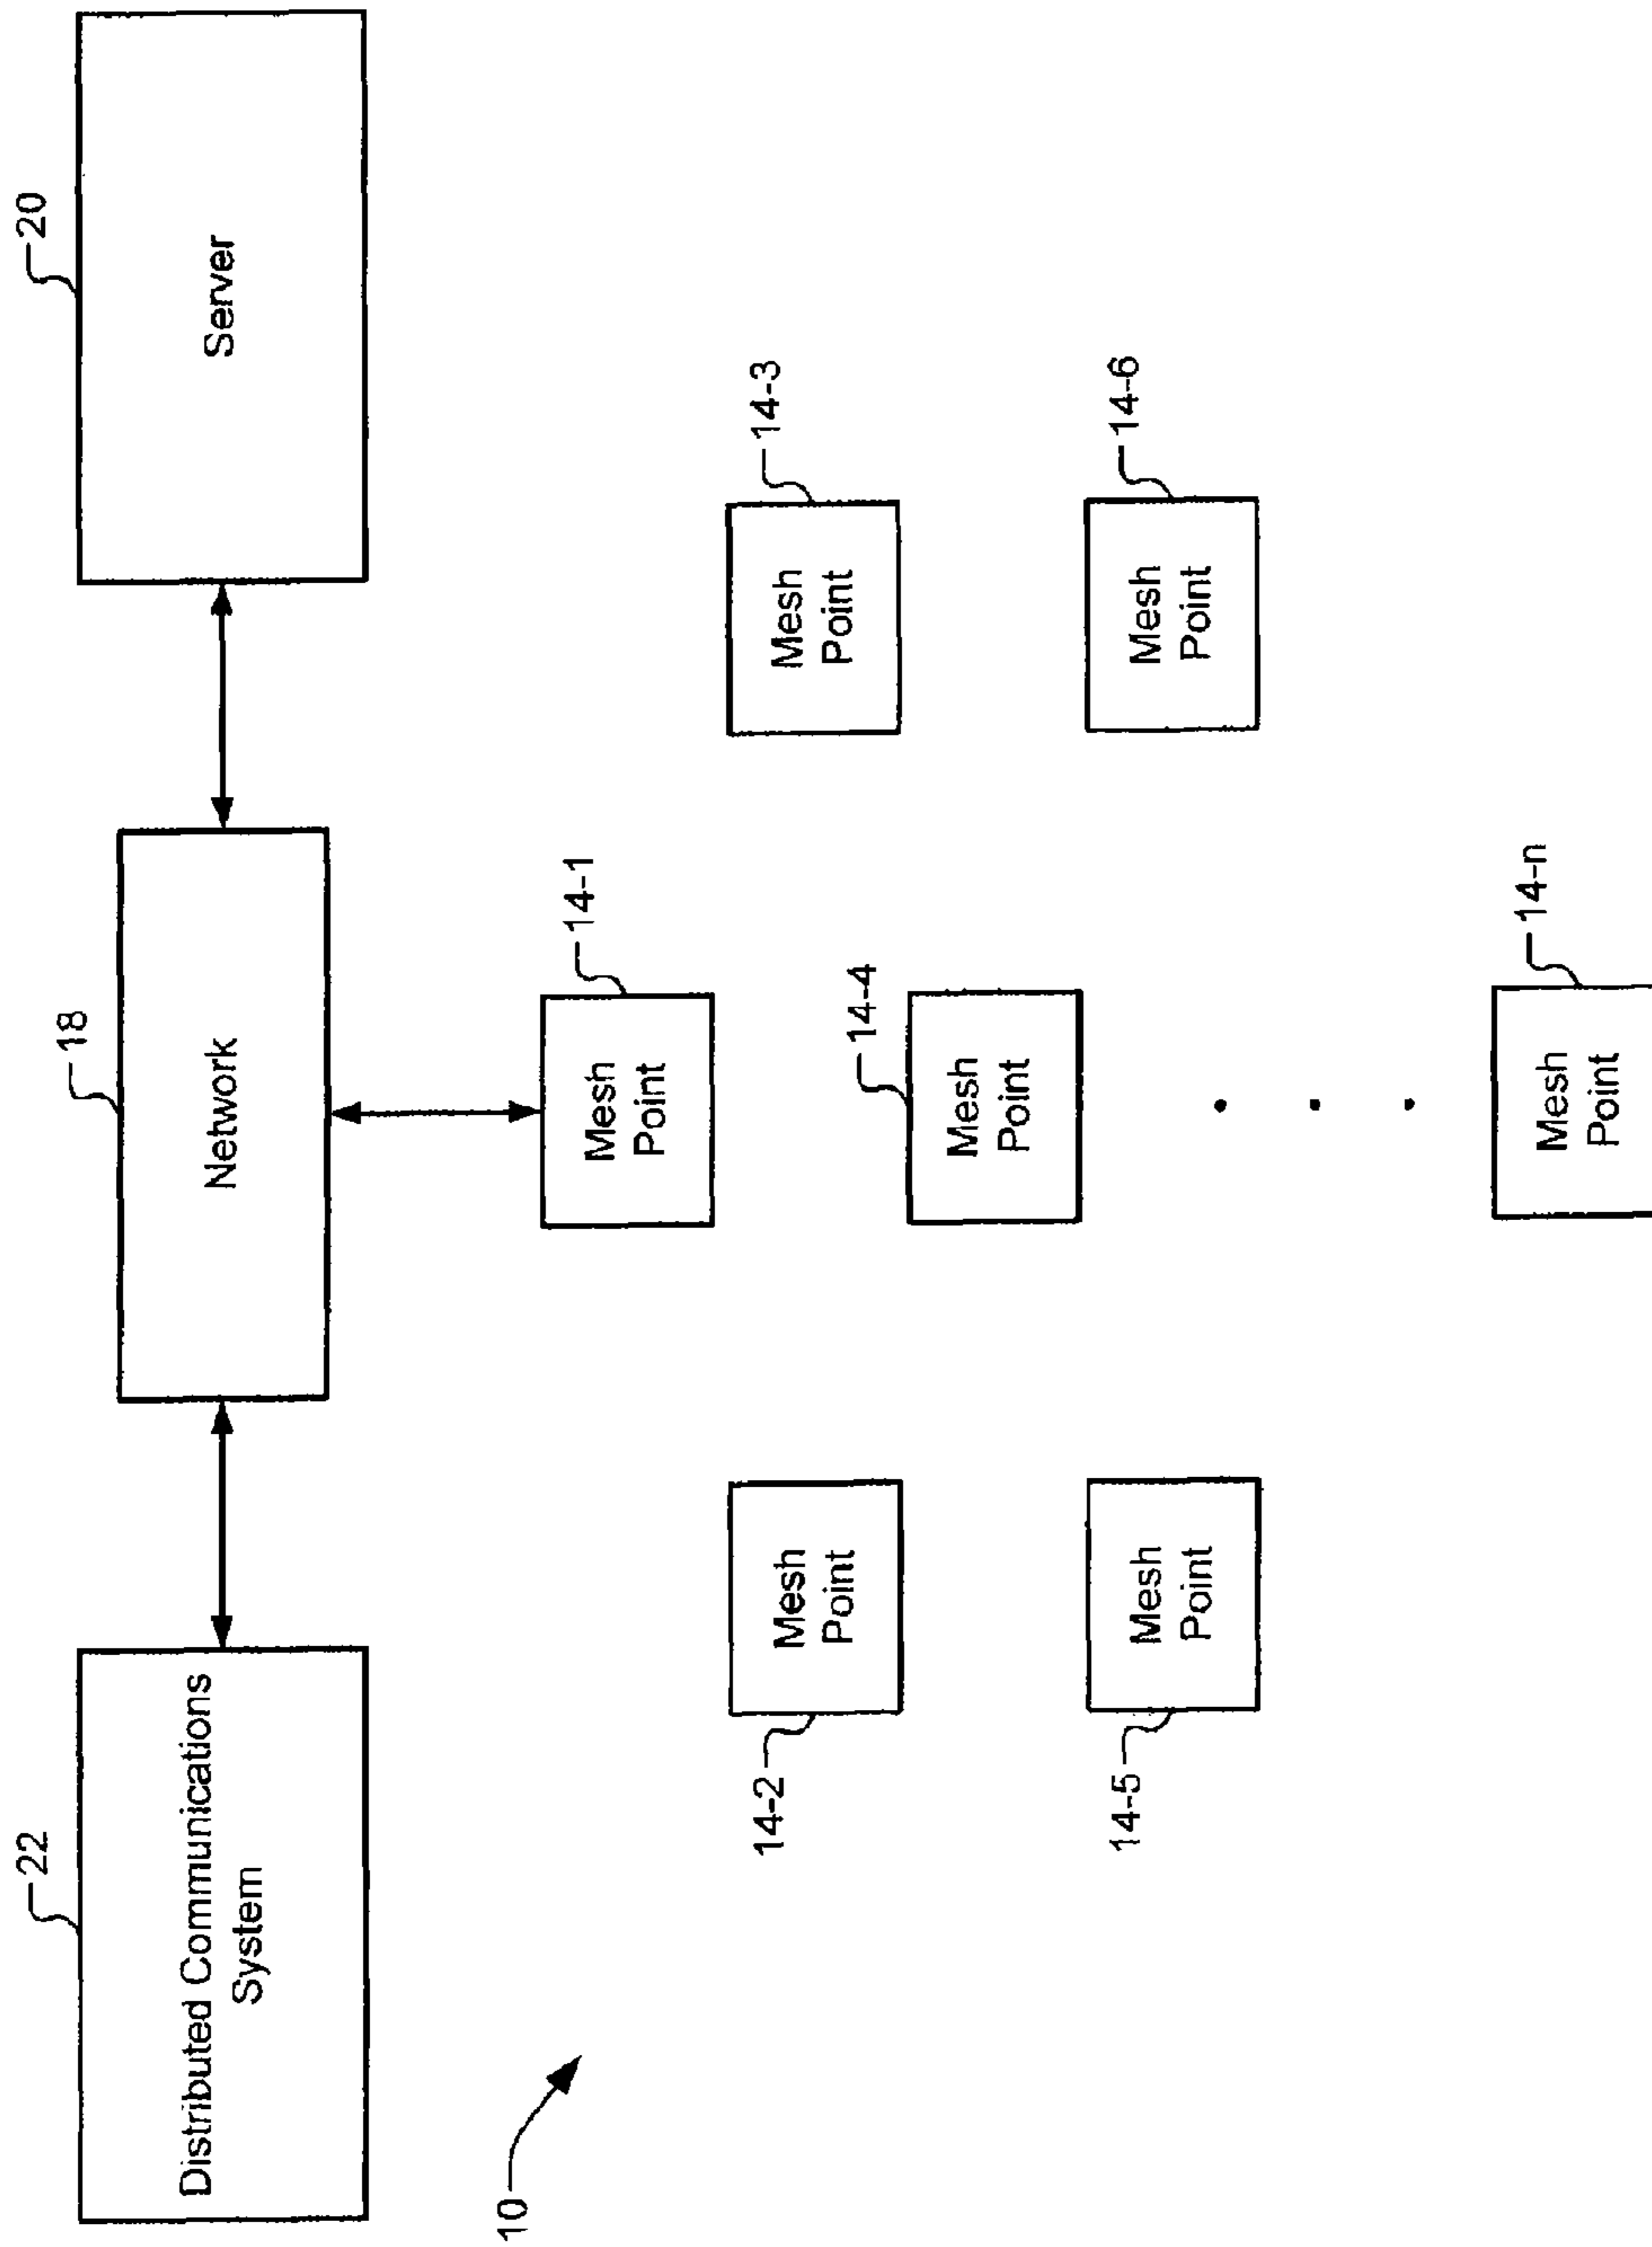 22
18
20
Distributed Communications
System
Network
Server
10
14-1
Mesh
Point
14-2
Mesh
Point
14-3
Mesh
Point
14-4
Mesh
Point
14-5
Mesh
Point
14-6
Mesh
Point
14-n
Mesh
Point